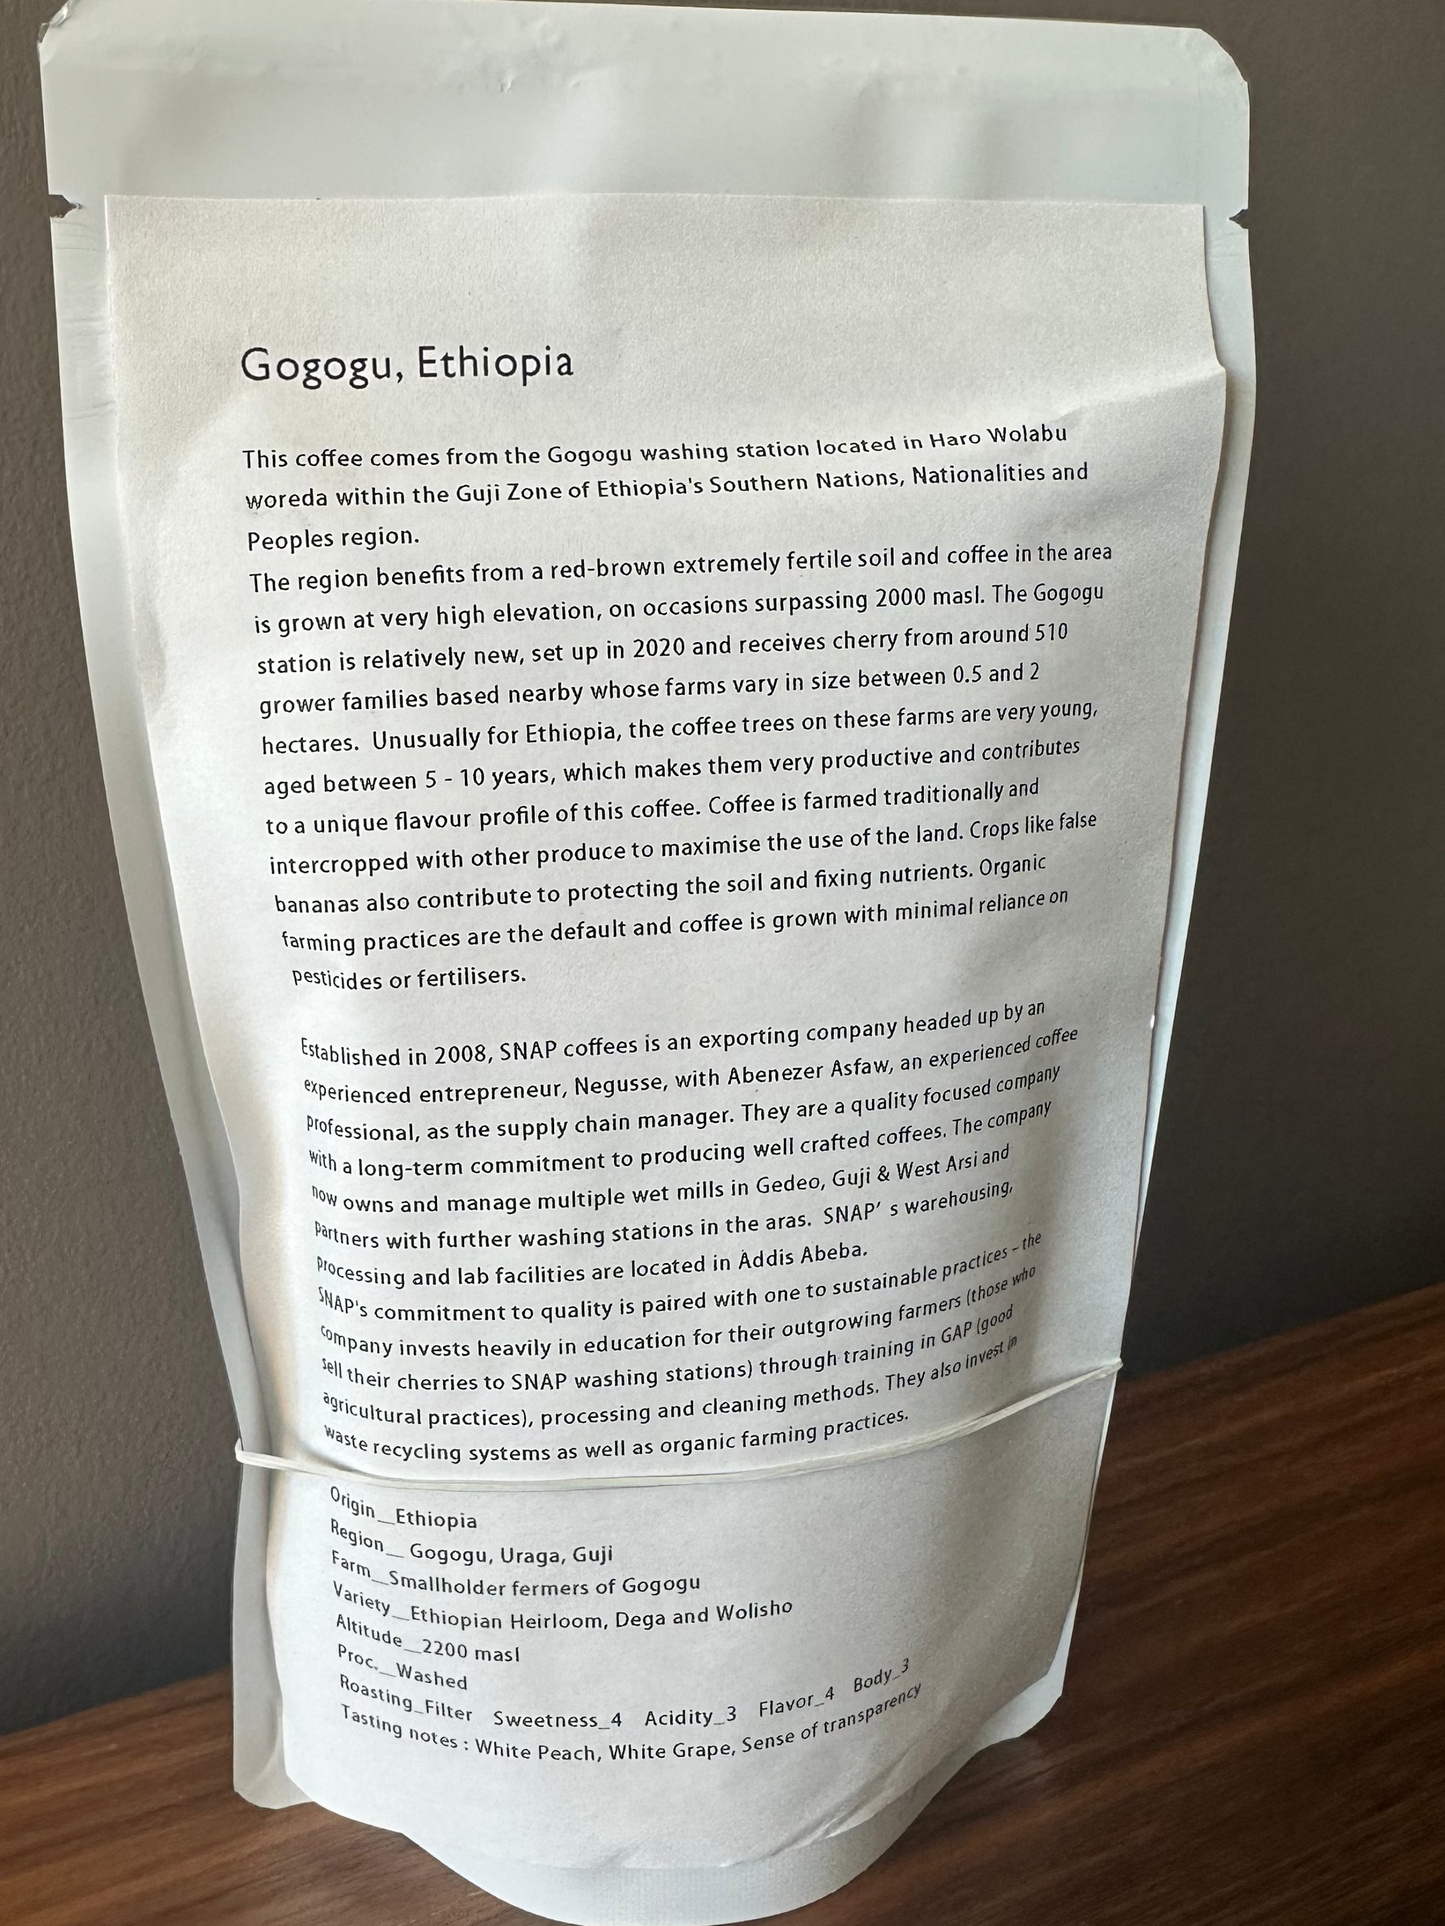 Gogogu, Ethiopia
This coffee comes from the Gogogu washing station located in Haro Wolabu
woreda within the Guji Zone of Ethiopia's Southern Nations, Nationalities and
Peoples region.
The region benefits from a red-brown extremely fertile soil and coffee in the area
is grown at very high elevation, on occasions surpassing 2000 masl. The Gogogu
station is relatively new, set up in 2020 and receives cherry from around 510
grower families based nearby whose farms vary in size between 0.5 and 2
hectares.  Unusually for Ethiopia, the coffee trees on these farms are very young,
aged between 5 - 10 years, which makes them very productive and contributes
to a unique flavour profile of this coffee. Coffee is farmed traditionally and
intercropped with other produce to maximise the use of the land. Crops like false
bananas also contribute to protecting the soil and fixing nutrients. Organic
farming practices are the default and coffee is grown with minimal reliance on
pesticides or fertilisers.
Established in 2008, SNAP coffees is an exporting company headed up by an
experienced entrepreneur, Negusse, with Abenezer Asfaw, an experienced coffee
professional, as the supply chain manager. They are a quality focused company
with a long-term commitment to producing well crafted coffees. The company
now owns and manage multiple wet mills in Gedeo, Guji & West Arsi and
partners with further washing stations in the aras.  SNAP’ s warehousing,
processing and lab facilities are located in Addis Abeba.
SNAP's commitment to quality is paired with one to sustainable practices – the
company invests heavily in education for their outgrowing farmers (those who
sell their cherries to SNAP washing stations) through training in GAP (good
agricultural practices), processing and cleaning methods. They also invest in
waste recycling systems as well as organic farming practices.
Origin__Ethiopia
Region__ Gogogu, Uraga, Guji
Farm__Smallholder fermers of Gogogu
Variety__Ethiopian Heirloom, Dega and Wolisho
Altitude__2200 masl
Proc.__Washed
Roasting_Filter   Sweetness_4   Acidity_3   Flavor_4   Body_3
Tasting notes : White Peach, White Grape, Sense of transparency